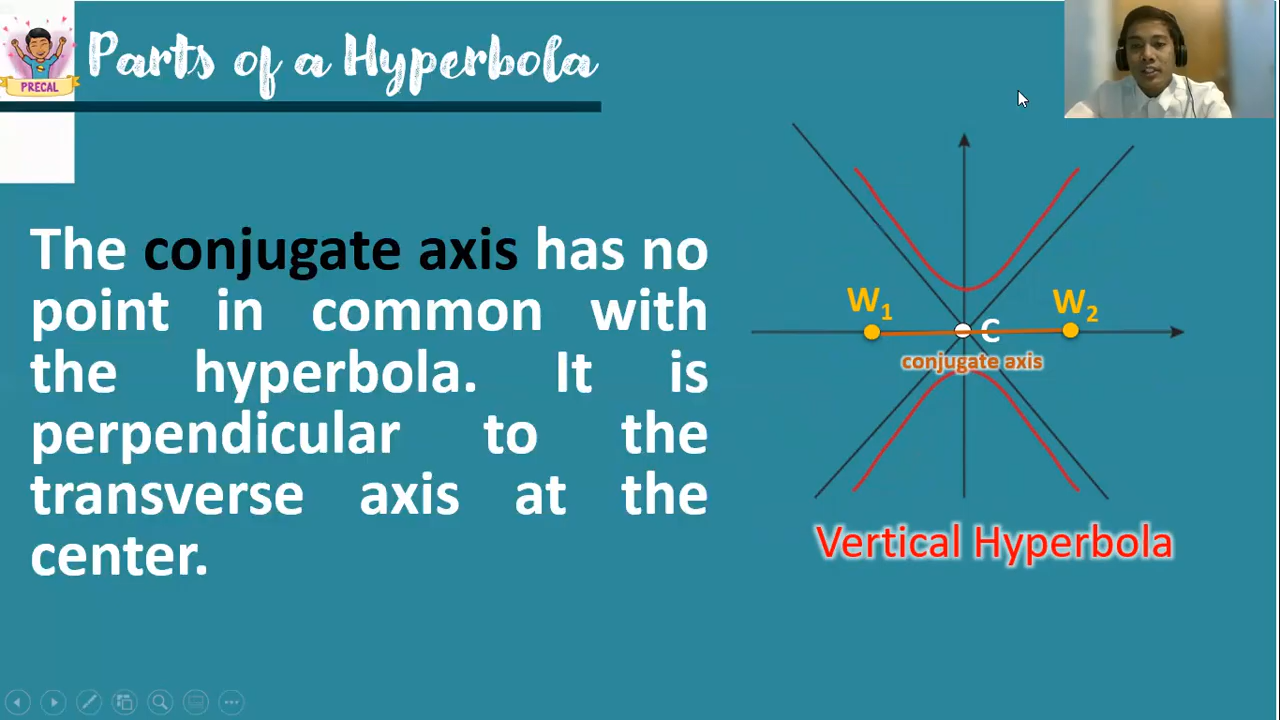 Parts of a Hyperbola
PRECAL
The conjugate axis has no
point in common with
the hyperbola. It is
perpendicular to the
transverse axis at the
center.
W₁
W₂
C
conjugate axis
Vertical Hyperbola